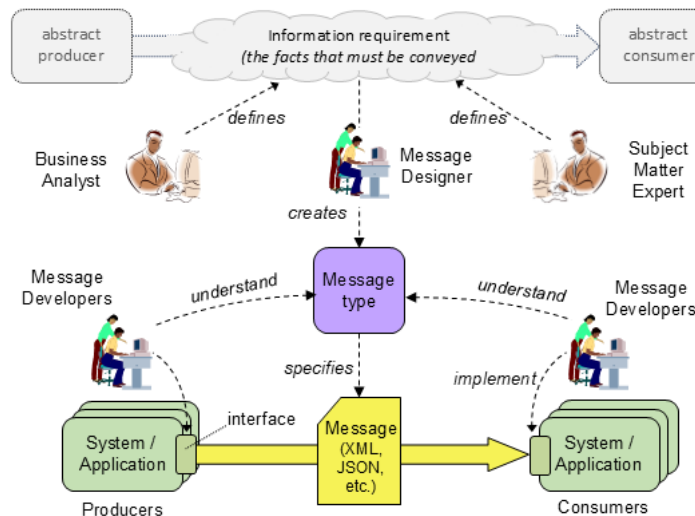 abstract
producer
Information requirement
(the facts that must be conveyed
abstract
consumer
defines
defines
Business
Analyst
Message
Designer
Subject
Matter
Expert
creates
Message
Developers
understand
Message
type
understand
Message
Developers
specifies
implement
interface
System /
Application
Message
(XML,
JSON,
etc.)
System /
Application
Producers
Consumers